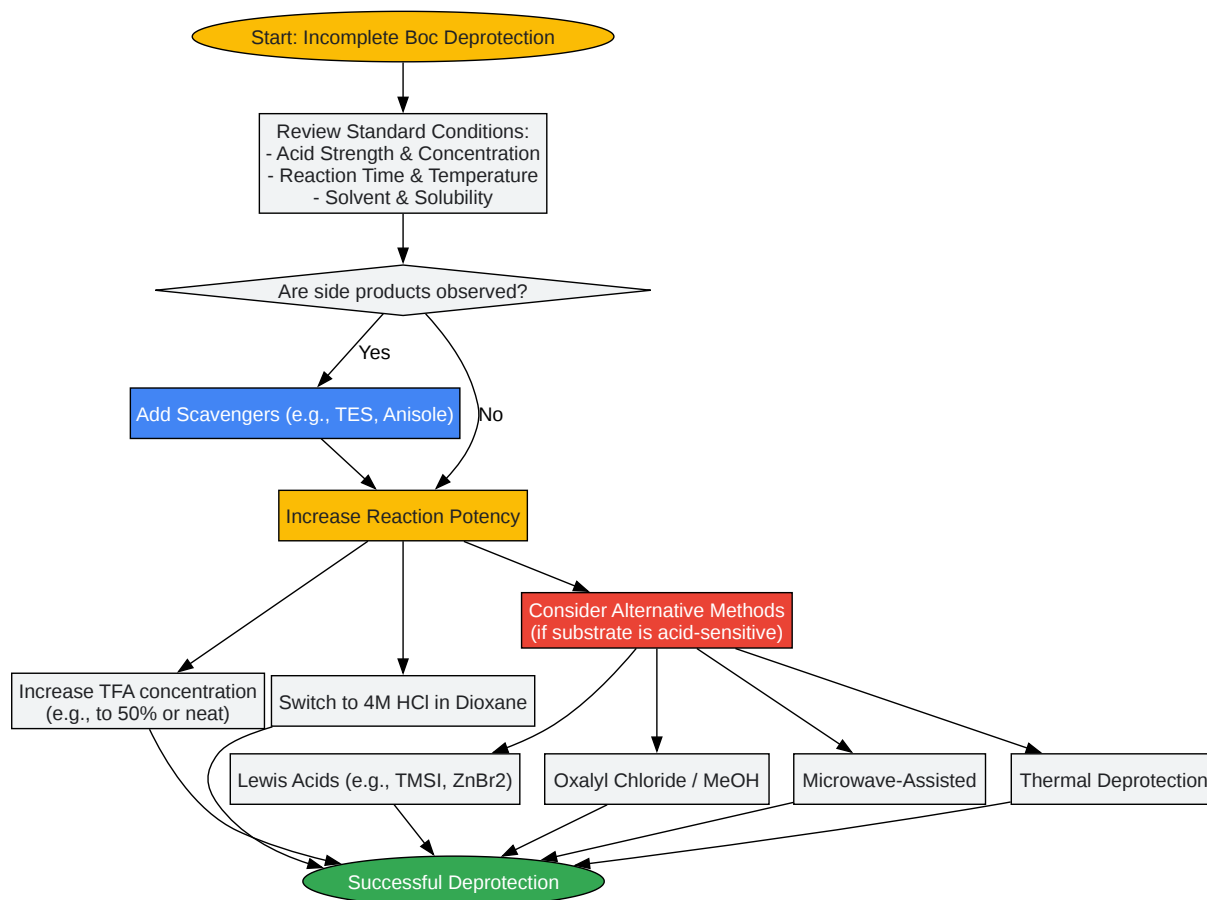 Start: Incomplete Boc Deprotection
Review Standard Conditions:
- Acid Strength & Concentration
- Reaction Time & Temperature
- Solvent & Solubility
Are side products observed?
Yes
Add Scavengers (e.g., TES, Anisole)
No
Increase Reaction Potency
Consider Alternative Methods
(if substrate is acid-sensitive)
Increase TFA concentration
(e.g., to 50% or neat)
Switch to 4M HCl in Dioxane
Lewis Acids (e.g., TMSI, ZnBr2)
Oxalyl Chloride / MeOH
Microwave-Assisted
Thermal Deprotection
Successful Deprotection